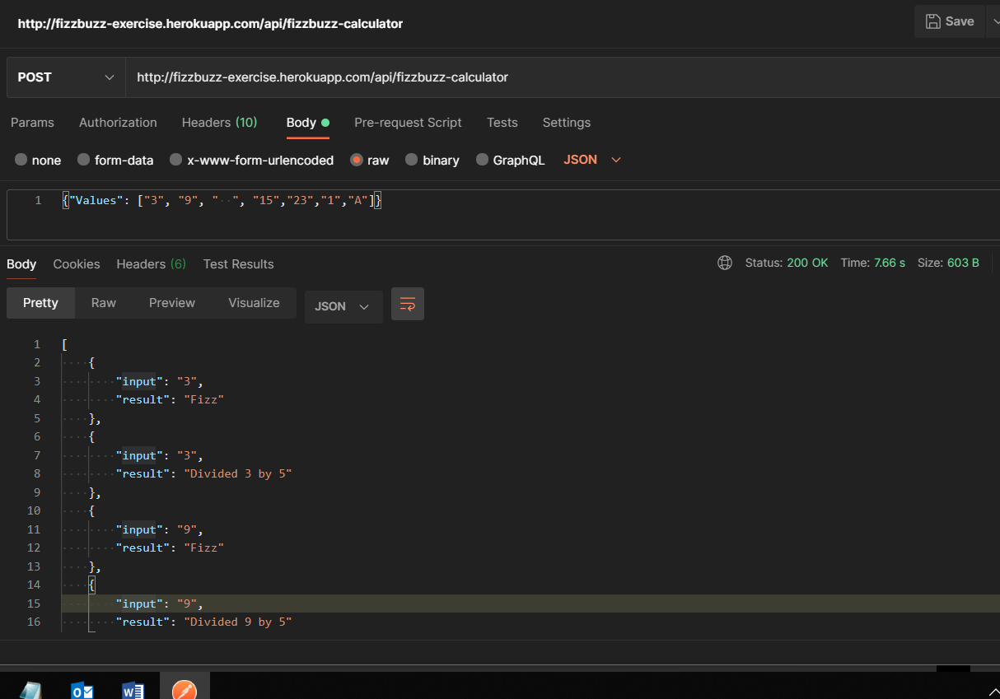 http://fizzbuzz-exercise.herokuapp.com/api/fizzbuzz-calculator
Save
POST http://fizzbuzz-exercise.herokuapp.com/api/fizzbuzz-calculator
Params Authorization Headers (10) Body Pre-request Script Tests Settings
none form-data x-www-form-urlencoded raw binary GraphQL JSON
1 {"Values": ["3", "9", "  ", "15","23","1","A"]}
Body Cookies Headers (6) Test Results Status: 200 OK Time: 7.66 s Size: 603 B
Pretty Raw Preview Visualize JSON
1 [
2 {
3 "input": "3",
4 "result": "Fizz"
5 },
6 {
7 "input": "3",
8 "result": "Divided 3 by 5"
9 },
10 {
11 "input": "9",
12 "result": "Fizz"
13 },
14 {
15 "input": "9",
16 "result": "Divided 9 by 5"